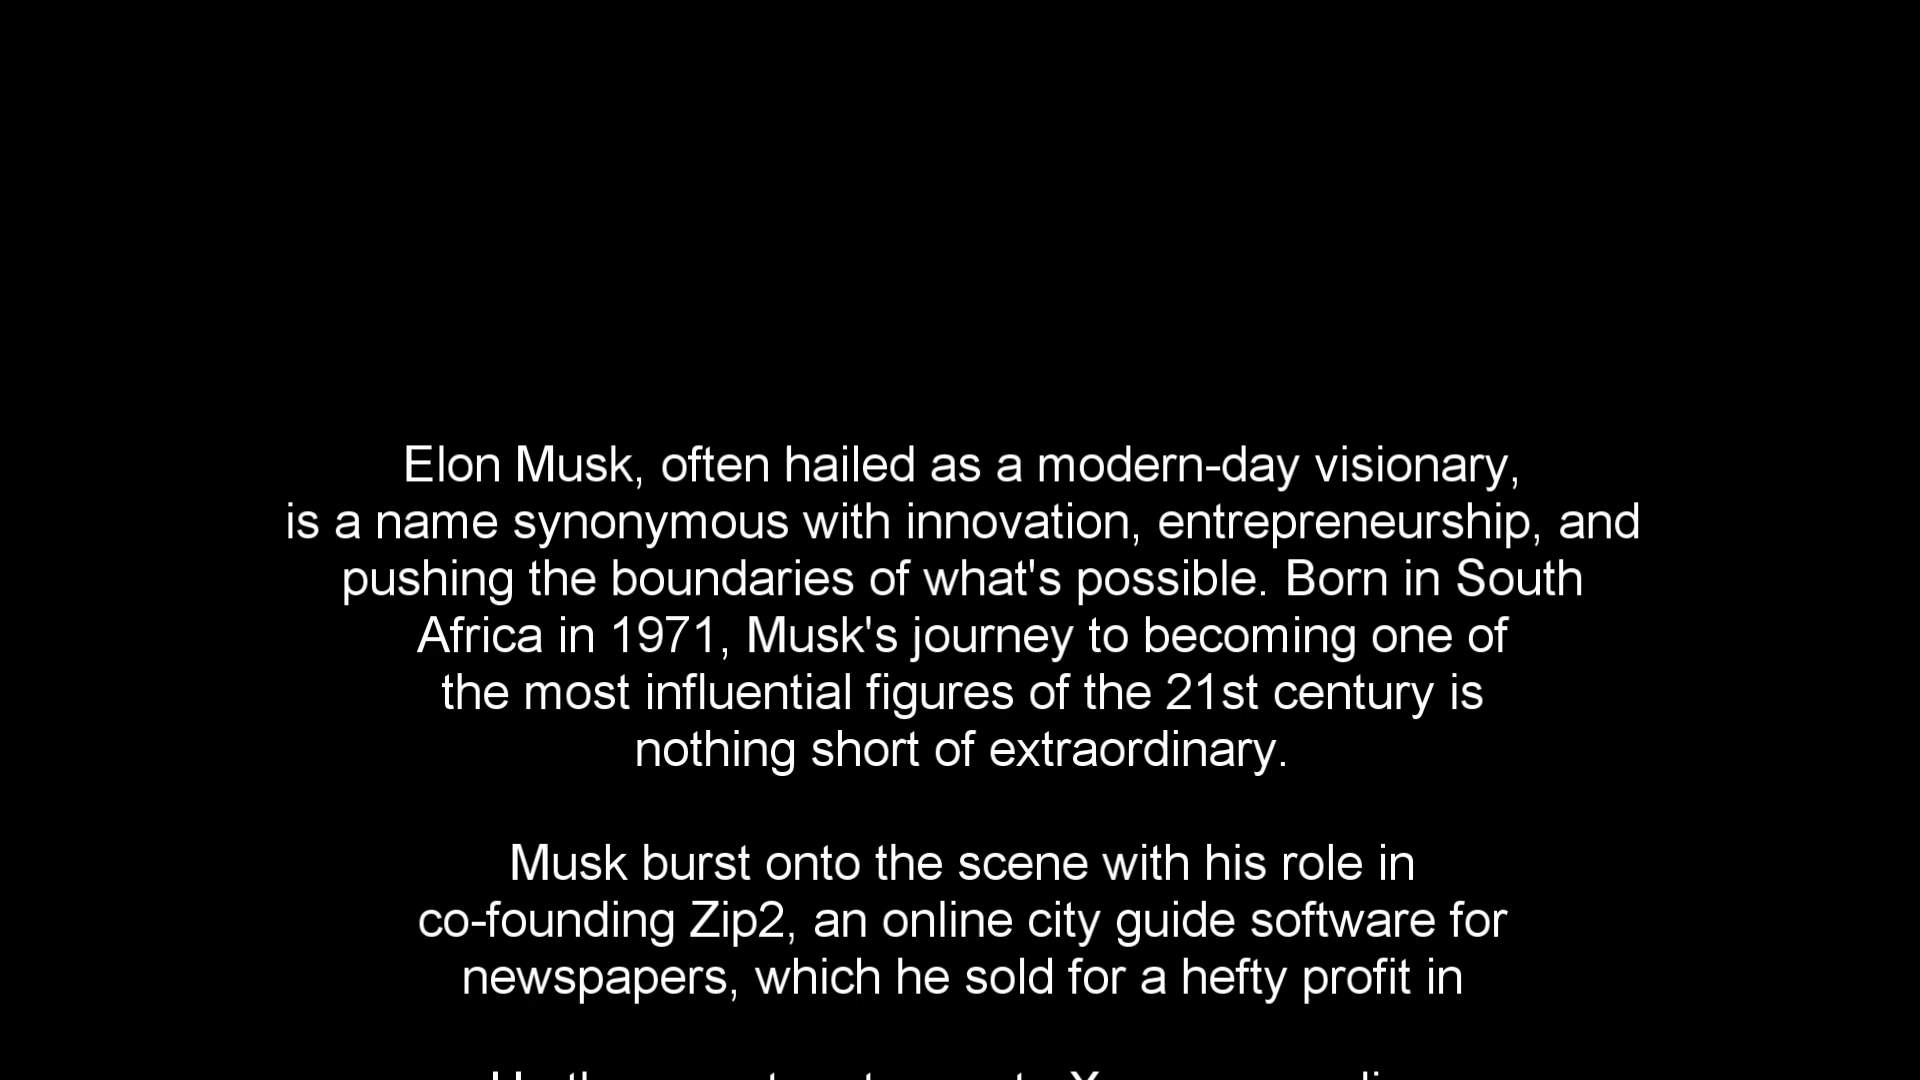 Elon Musk, often hailed as a modern-day visionary,
is a name synonymous with innovation, entrepreneurship, and
pushing the boundaries of what's possible. Born in South
Africa in 1971, Musk's journey to becoming one of
the most influential figures of the 21st century is
nothing short of extraordinary.
Musk burst onto the scene with his role in
co-founding Zip2, an online city guide software for
newspapers, which he sold for a hefty profit in